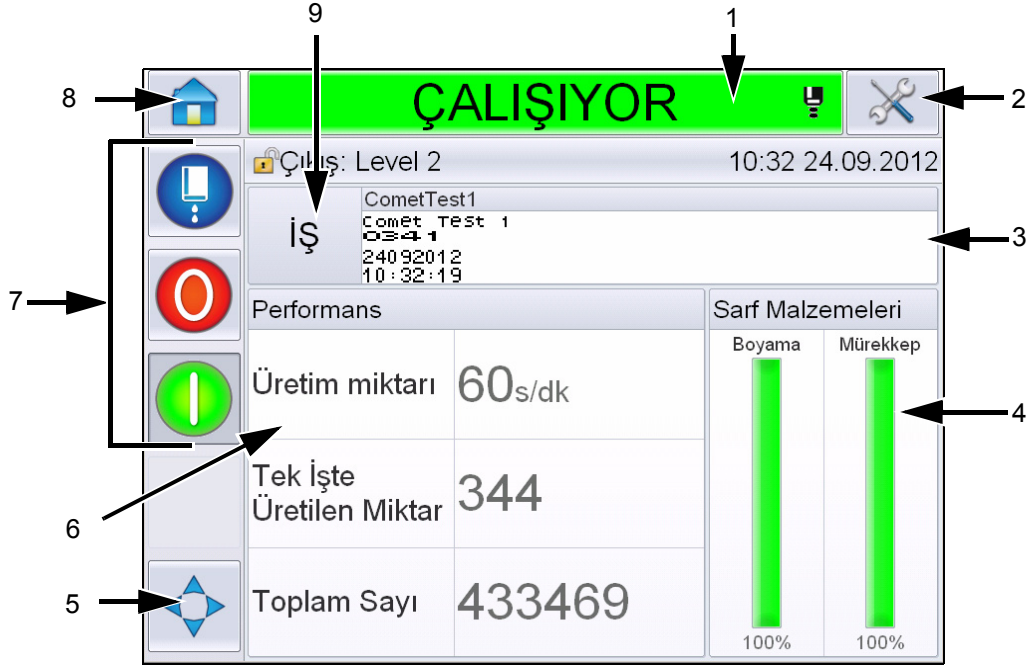 9
1
8
ÇALIŞIYOR
2
Çıkış: Level 2
10:32 24.09.2012
İŞ
CometTest1
Comet Test 1
0341
24092012
10:32:19
3
7
Performans
Sarf Malzemeleri
Boyama
Mürekkep
Üretim miktarı
60s/dk
4
Tek İşte
Üretilen Miktar
344
6
5
Toplam Sayı
433469
100%
100%